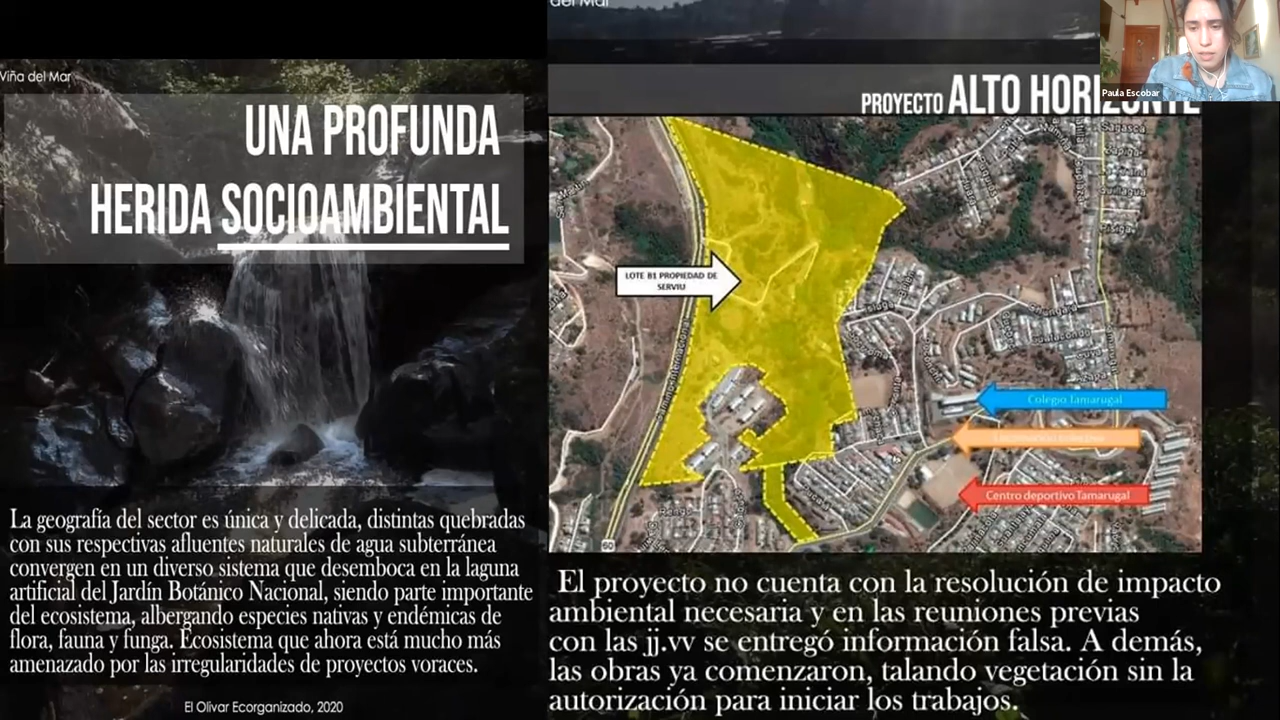 Viña del Mar
UNA PROFUNDA
HERIDA SOCIOAMBIENTAL
La geografía del sector es única y delicada, distintas quebradas
con sus respectivas afluentes naturales de agua subterránea
convergen en un diverso sistema que desemboca en la laguna
artificial del Jardín Botánico Nacional, siendo parte importante
del ecosistema, albergando especies nativas y endémicas de
flora, fauna y funga. Ecosistema que ahora está mucho más
amenazado por las irregularidades de proyectos voraces.
El Olivar Ecorganizado, 2020
del Mar
Paula Escobar
PROYECTO ALTO HORIZONTE
LOTE B1 PROPIEDAD DE
SERVIU
Colegio Tamarugal
Centro deportivo Tamarugal
60
El proyecto no cuenta con la resolución de impacto
ambiental necesaria y en las reuniones previas
con las jj.vv se entregó información falsa. A demás,
las obras ya comenzaron, talando vegetación sin la
autorización para iniciar los trabajos.